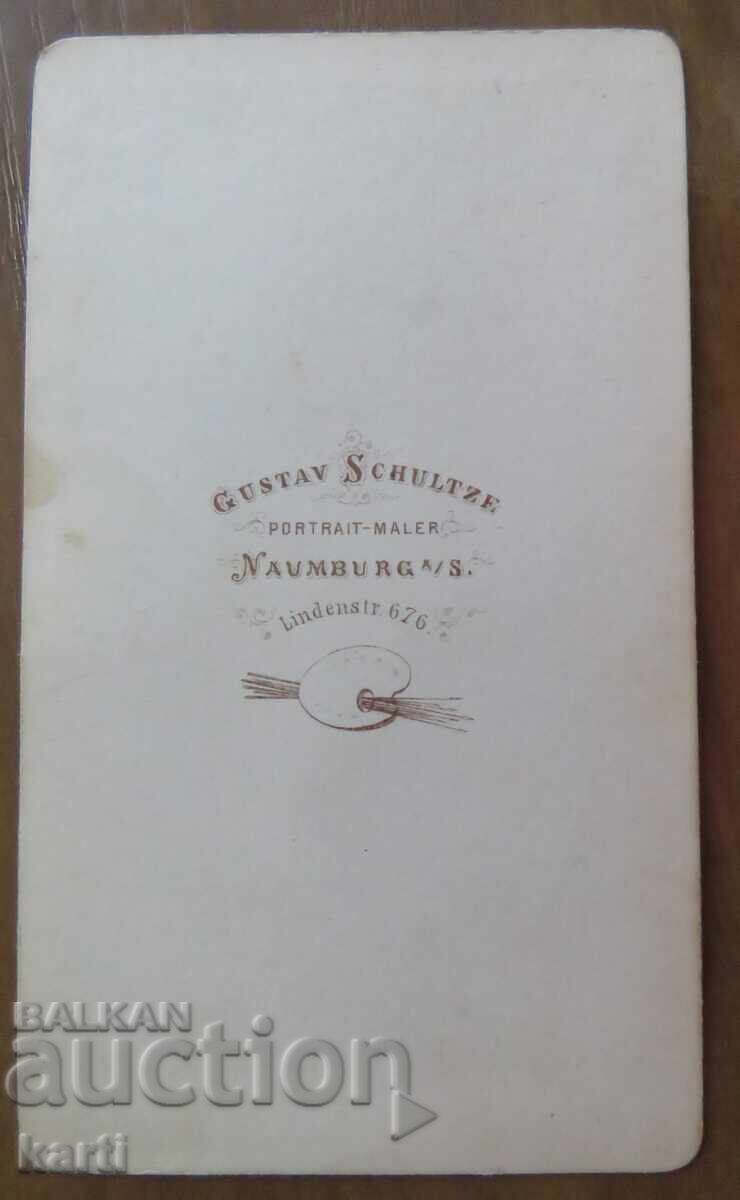 GUSTAV SCHULTZE
PORTRAIT-MALER
NAUMBURG A/S.
Lindenstr. 676.
BALKAN
auction
karti